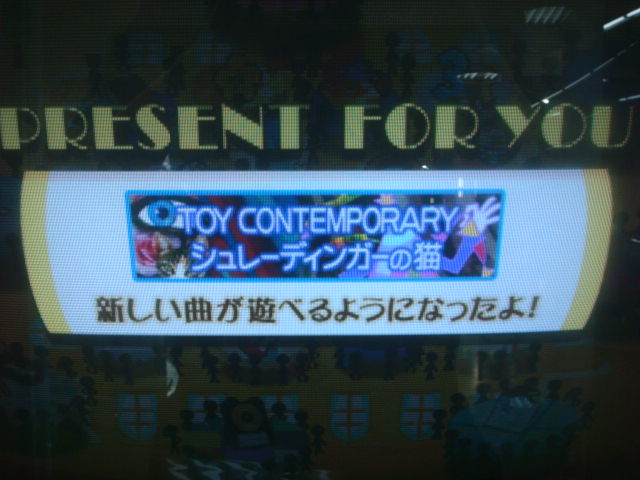 PRESENT FOR YOU
TOY CONTEMPORARY
シュレーディンガーの猫
新しい曲が遊べるようになったよ!